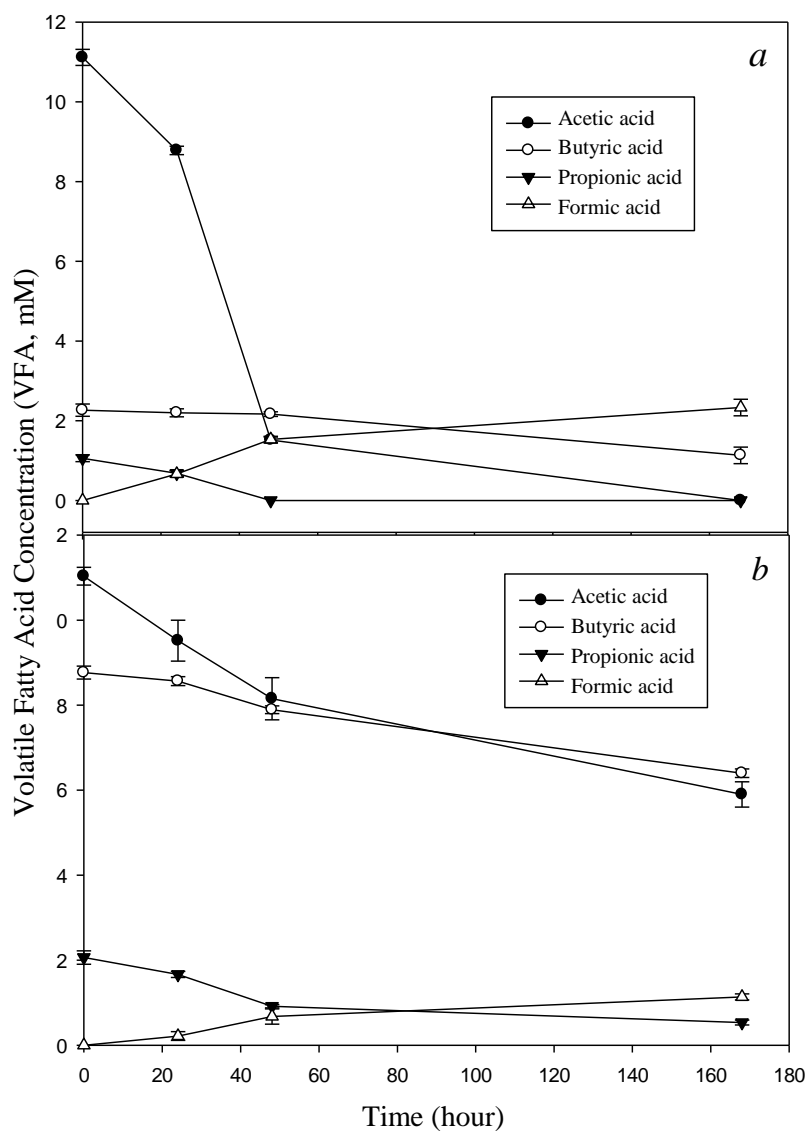 Volatile Fatty Acid Concentration (VFA, mM)
12
10
8
6
4
2
0
a
Acetic acid
Butyric acid
Propionic acid
Formic acid
2
0
8
6
4
2
0
b
Acetic acid
Butyric acid
Propionic acid
Formic acid
0 20 40 60 80 100 120 140 160 180
Time (hour)